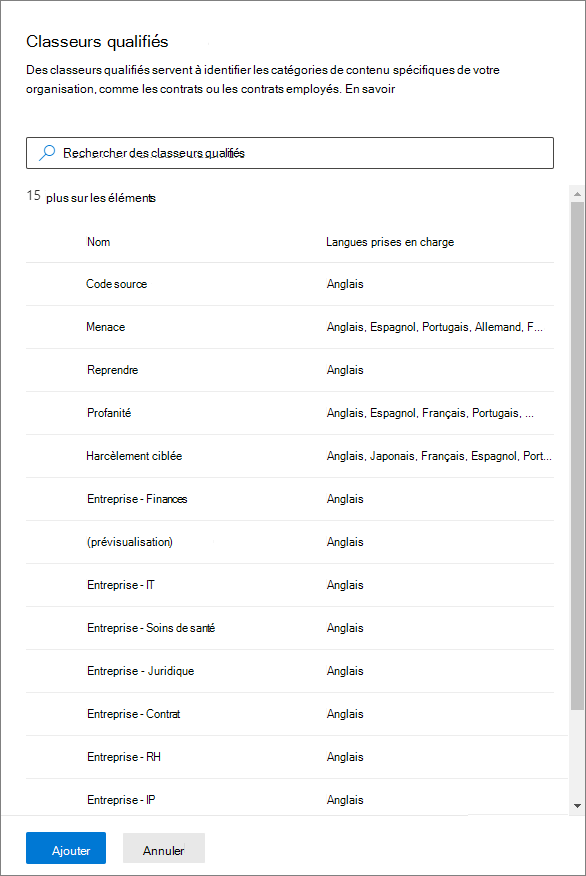 Classeurs qualifiés
Des classeurs qualifiés servent à identifier les catégories de contenu spécifiques de votre
organisation, comme les contrats ou les contrats employés. En savoir
Rechercher des classeurs qualifiés
15 plus sur les éléments
Nom Langues prises en charge
Code source Anglais
Menace Anglais, Espagnol, Portugais, Allemand, F...
Reprendre Anglais
Profanité Anglais, Espagnol, Français, Portugais, ...
Harcèlement ciblée Anglais, Japonais, Français, Espagnol, Port...
Entreprise - Finances Anglais
(prévisualisation) Anglais
Entreprise - IT Anglais
Entreprise - Soins de santé Anglais
Entreprise - Juridique Anglais
Entreprise - Contrat Anglais
Entreprise - RH Anglais
Entreprise - IP Anglais
Ajouter Annuler